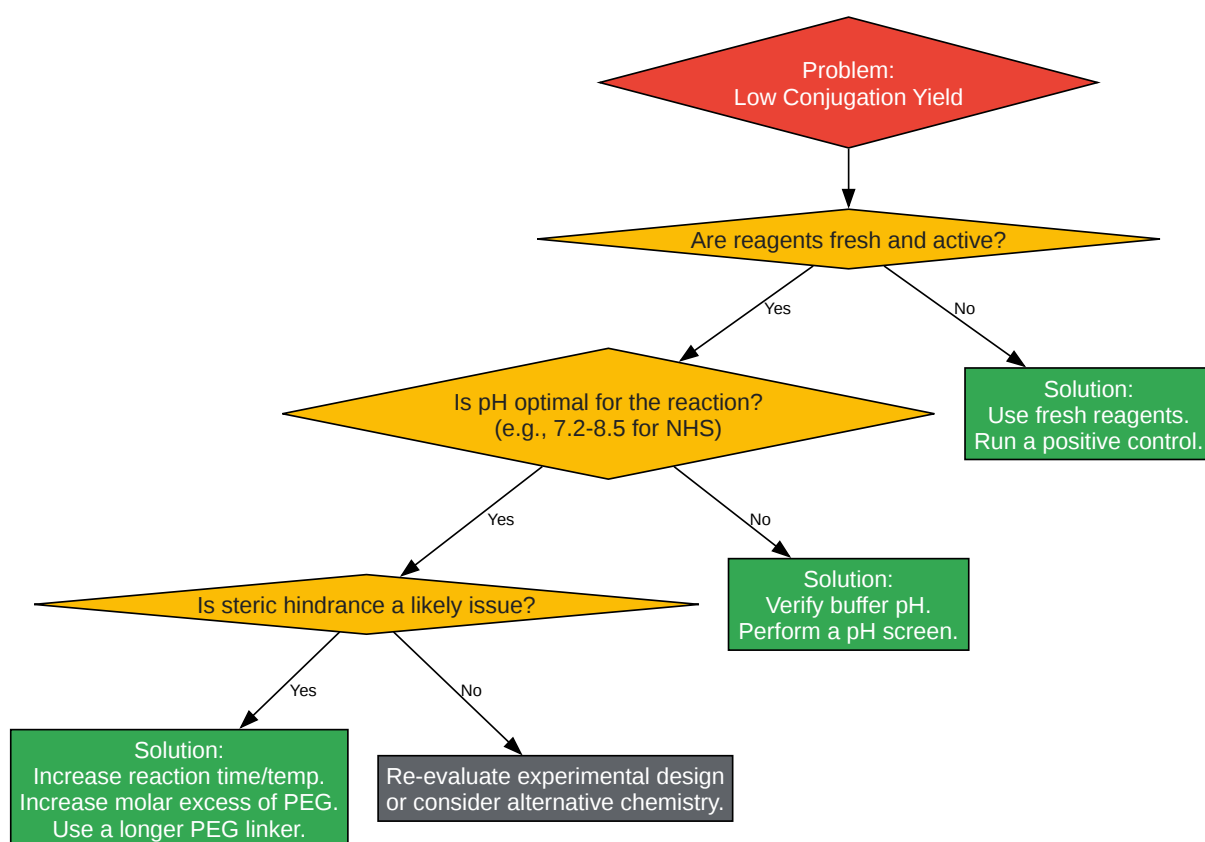 Problem:
Low Conjugation Yield
Are reagents fresh and active?
Yes
No
Is pH optimal for the reaction?
(e.g., 7.2-8.5 for NHS)
Solution:
Use fresh reagents.
Run a positive control.
Yes
No
Is steric hindrance a likely issue?
Solution:
Verify buffer pH.
Perform a pH screen.
Yes
No
Solution:
Increase reaction time/temp.
Increase molar excess of PEG.
Use a longer PEG linker.
Re-evaluate experimental design
or consider alternative chemistry.